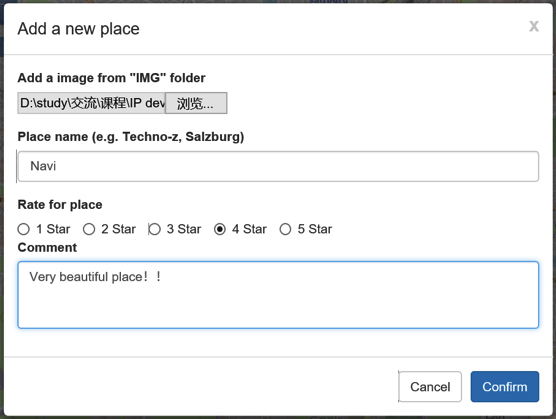 Add a new place
X
Add a image from "IMG" folder
D:\study\交流\课程\IP dev 浏览...
Place name (e.g. Techno-z, Salzburg)
Navi
Rate for place
1 Star 2 Star 3 Star 4 Star 5 Star
Comment
Very beautiful place！！
Cancel Confirm